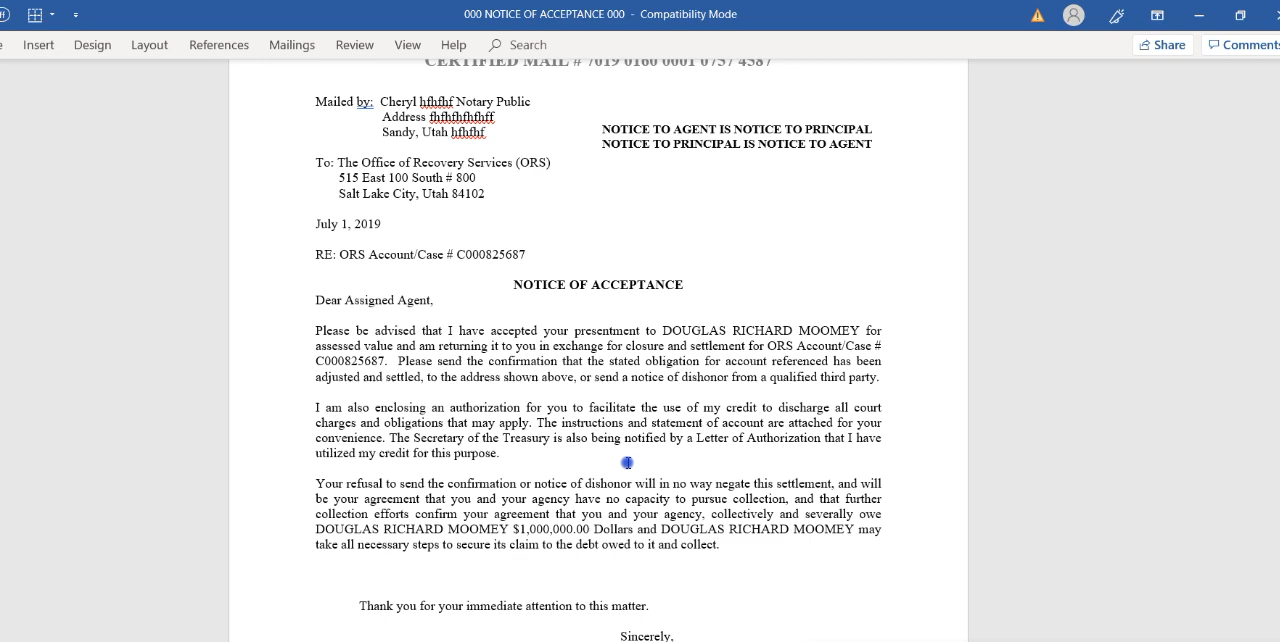 000 NOTICE OF ACCEPTANCE 000 - Compatibility Mode
Insert Design Layout References Mailings Review View Help Search Share Comments
CERTIFIED MAIL # 7019 0160 0001 0757 4587
Mailed by: Cheryl hfhfhf Notary Public
Address fhfhfhfhfhff
Sandy, Utah hfhfhf
NOTICE TO AGENT IS NOTICE TO PRINCIPAL
NOTICE TO PRINCIPAL IS NOTICE TO AGENT
To: The Office of Recovery Services (ORS)
515 East 100 South # 800
Salt Lake City, Utah 84102
July 1, 2019
RE: ORS Account/Case # C000825687
NOTICE OF ACCEPTANCE
Dear Assigned Agent,
Please be advised that I have accepted your presentment to DOUGLAS RICHARD MOOMEY for
assessed value and am returning it to you in exchange for closure and settlement for ORS Account/Case #
C000825687. Please send the confirmation that the stated obligation for account referenced has been
adjusted and settled, to the address shown above, or send a notice of dishonor from a qualified third party.
I am also enclosing an authorization for you to facilitate the use of my credit to discharge all court
charges and obligations that may apply. The instructions and statement of account are attached for your
convenience. The Secretary of the Treasury is also being notified by a Letter of Authorization that I have
utilized my credit for this purpose.
Your refusal to send the confirmation or notice of dishonor will in no way negate this settlement, and will
be your agreement that you and your agency have no capacity to pursue collection, and that further
collection efforts confirm your agreement that you and your agency, collectively and severally owe
DOUGLAS RICHARD MOOMEY $1,000,000.00 Dollars and DOUGLAS RICHARD MOOMEY may
take all necessary steps to secure its claim to the debt owed to it and collect.
Thank you for your immediate attention to this matter.
Sincerely,